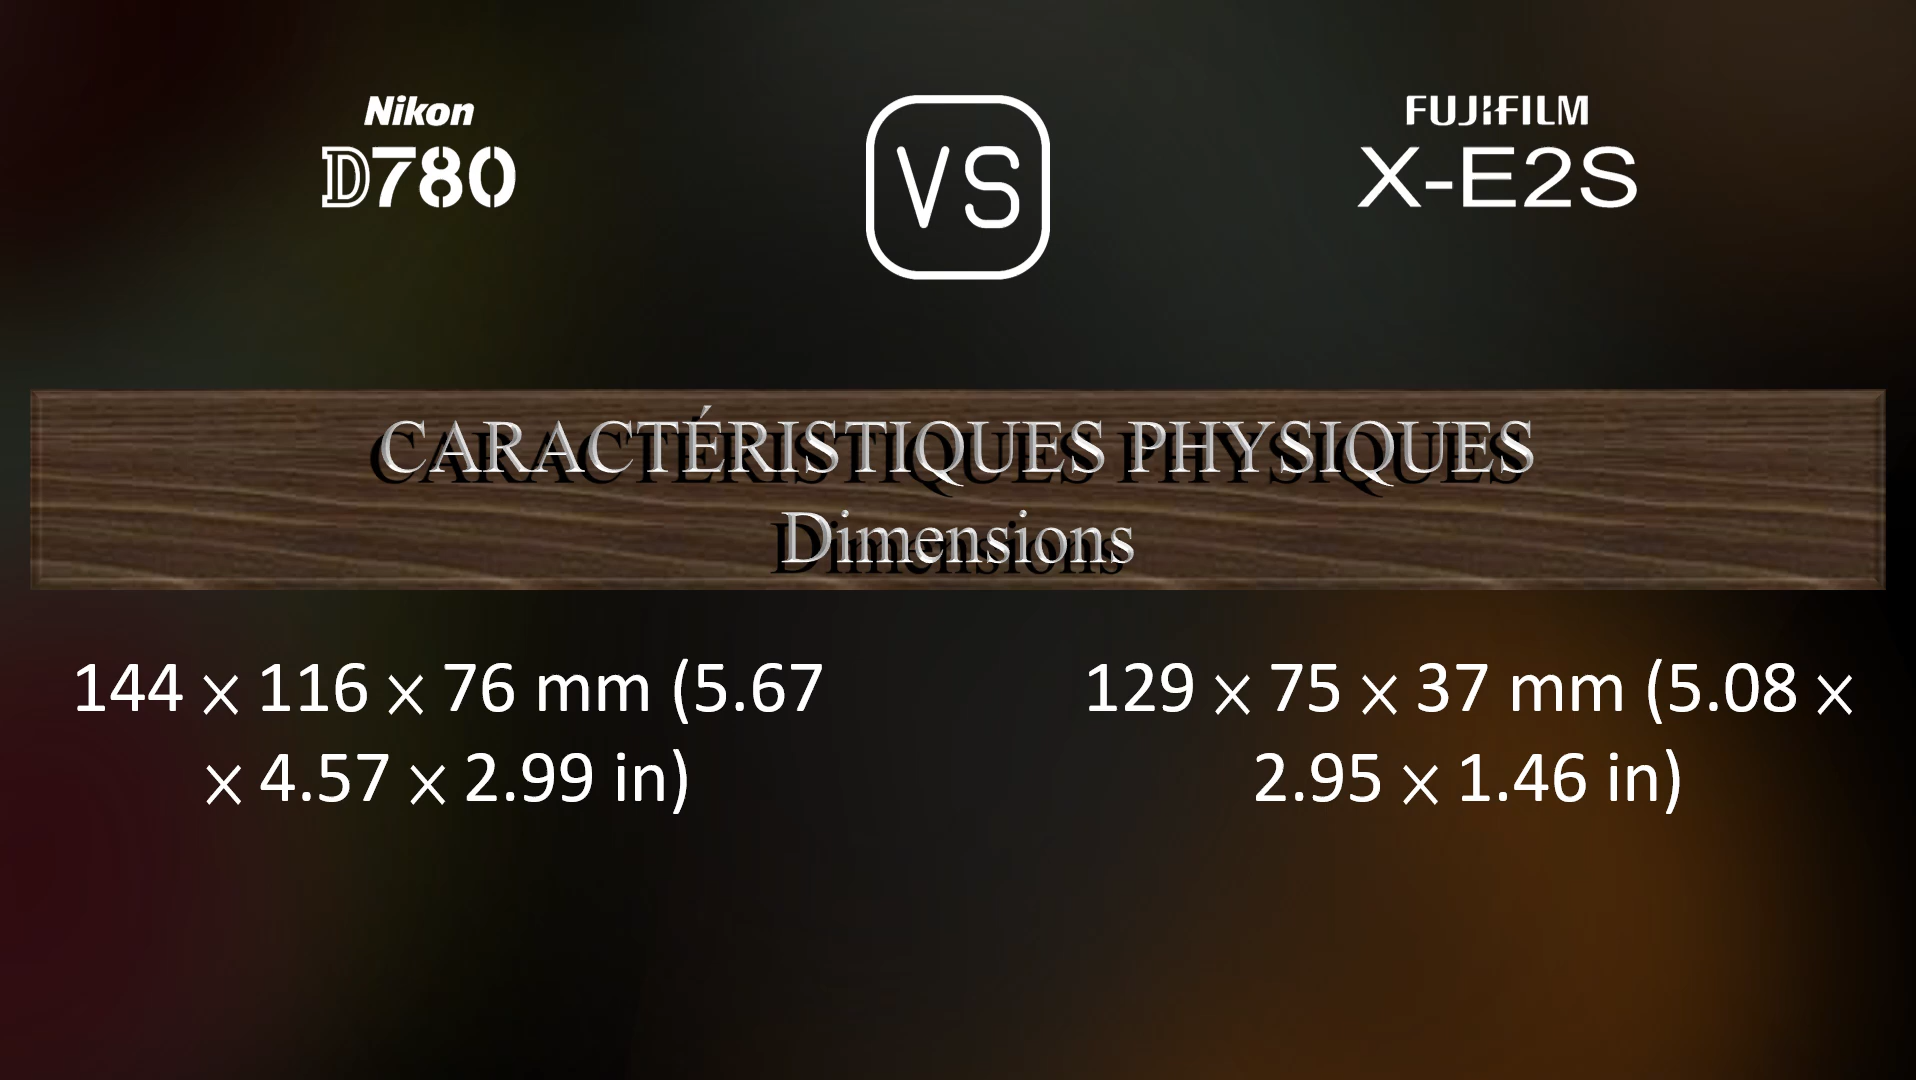 Nikon
D780
VS
FUJIFILM
X-E2S
CARACTÉRISTIQUES PHYSIQUES
Dimensions
144 x 116 x 76 mm (5.67
x 4.57 x 2.99 in)
129 x 75 x 37 mm (5.08 x
2.95 x 1.46 in)